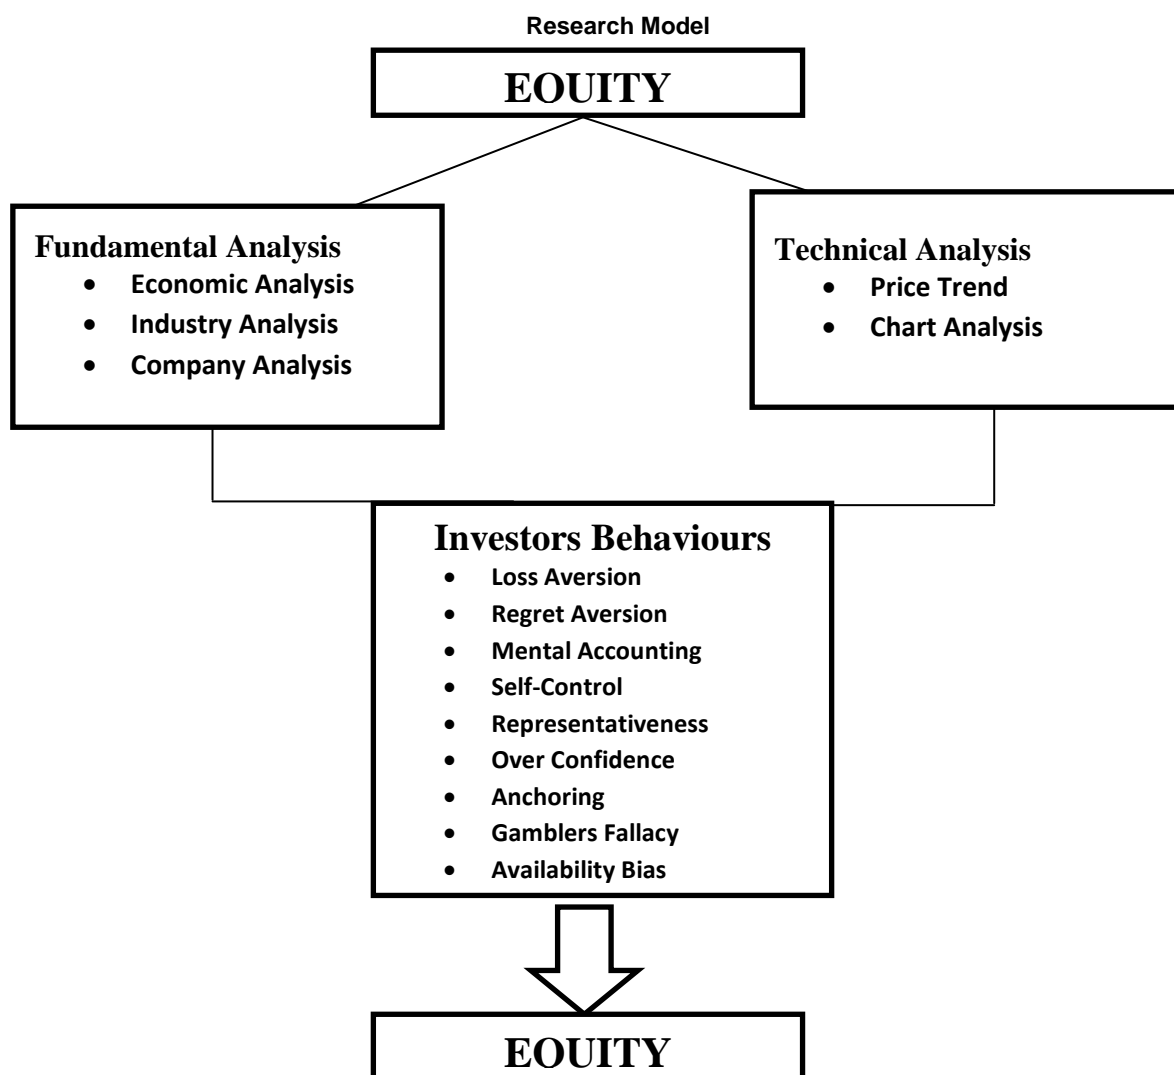 Research Model
EOUITY
Fundamental Analysis
• Economic Analysis
• Industry Analysis
• Company Analysis
Technical Analysis
• Price Trend
• Chart Analysis
Investors Behaviours
• Loss Aversion
• Regret Aversion
• Mental Accounting
• Self-Control
• Representativeness
• Over Confidence
• Anchoring
• Gamblers Fallacy
• Availability Bias
EOUITY